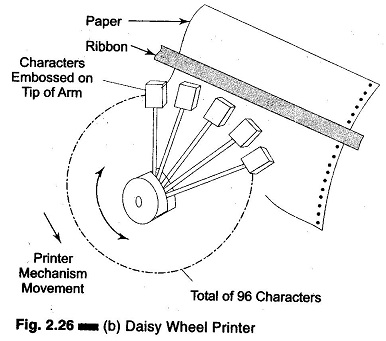 Paper
Ribbon
Characters
Embossed on
Tip of Arm
Printer
Mechanism
Movement
Total of 96 Characters
Fig. 2.26 (b) Daisy Wheel Printer